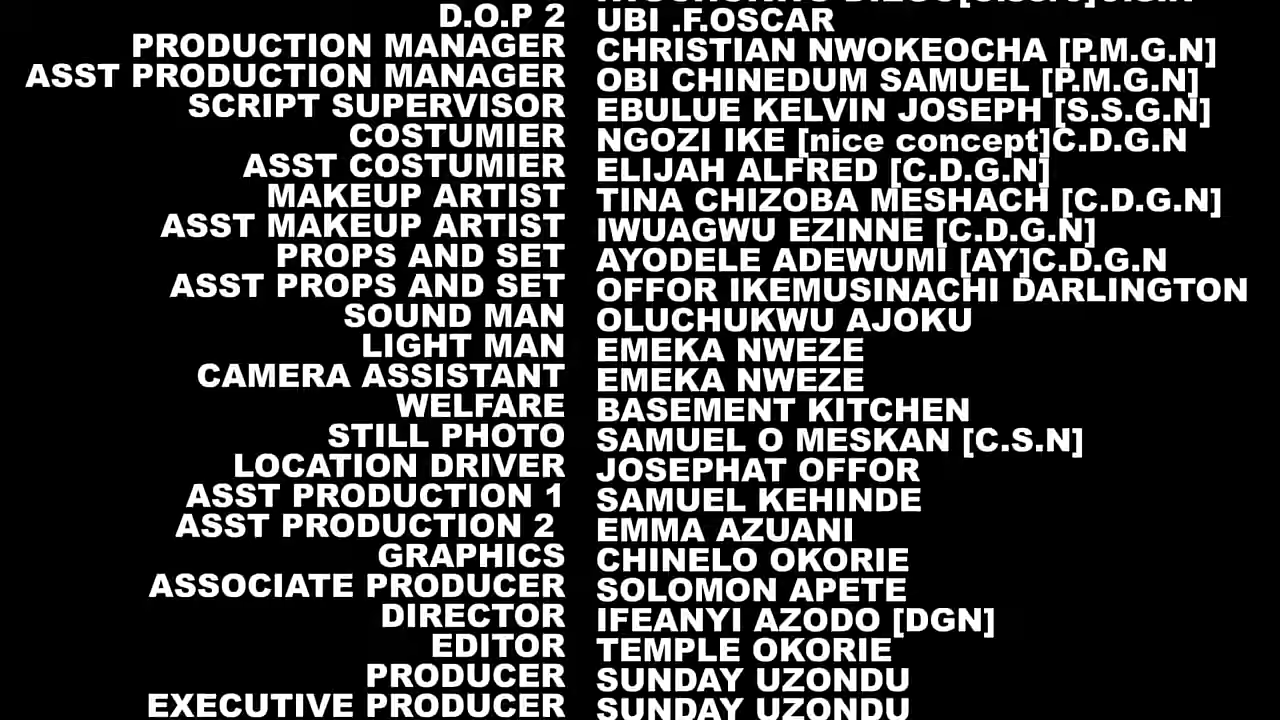 D.O.P 2 UBI .F.OSCAR
PRODUCTION MANAGER CHRISTIAN NWOKEOCHA [P.M.G.N]
ASST PRODUCTION MANAGER OBI CHINEDUM SAMUEL [P.M.G.N]
SCRIPT SUPERVISOR EBULUE KELVIN JOSEPH [S.S.G.N]
COSTUMIER NGOZI IKE [nice concept]C.D.G.N
ASST COSTUMIER ELIJAH ALFRED [C.D.G.N]
MAKEUP ARTIST TINA CHIZOBA MESHACH [C.D.G.N]
ASST MAKEUP ARTIST IWUAGWU EZINNE [C.D.G.N]
PROPS AND SET AYODELE ADEWUMI [AY]C.D.G.N
ASST PROPS AND SET OFFOR IKEMUSINACHI DARLINGTON
SOUND MAN OLUCHUKWU AJOKU
LIGHT MAN EMEKA NWEZE
CAMERA ASSISTANT EMEKA NWEZE
WELFARE BASEMENT KITCHEN
STILL PHOTO SAMUEL O MESKAN [C.S.N]
LOCATION DRIVER JOSEPHAT OFFOR
ASST PRODUCTION 1 SAMUEL KEHINDE
ASST PRODUCTION 2 EMMA AZUANI
GRAPHICS CHINELO OKORIE
ASSOCIATE PRODUCER SOLOMON APETE
DIRECTOR IFEANYI AZODO [DGN]
EDITOR TEMPLE OKORIE
PRODUCER SUNDAY UZONDU
EXECUTIVE PRODUCER SUNDAY UZONDU